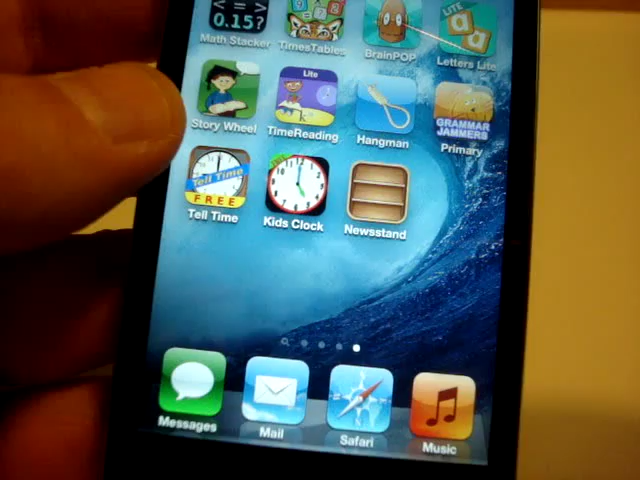 < = >
0.15?
Math Stacker
TimesTables
BrainPOP
LITE
a a
Letters Lite
Story Wheel
Lite
TimeReading
Hangman
GRAMMAR
JAMMERS
Primary
Tell Time
FREE
Tell Time
Kids Clock
Newsstand
Messages
Mail
Safari
Music